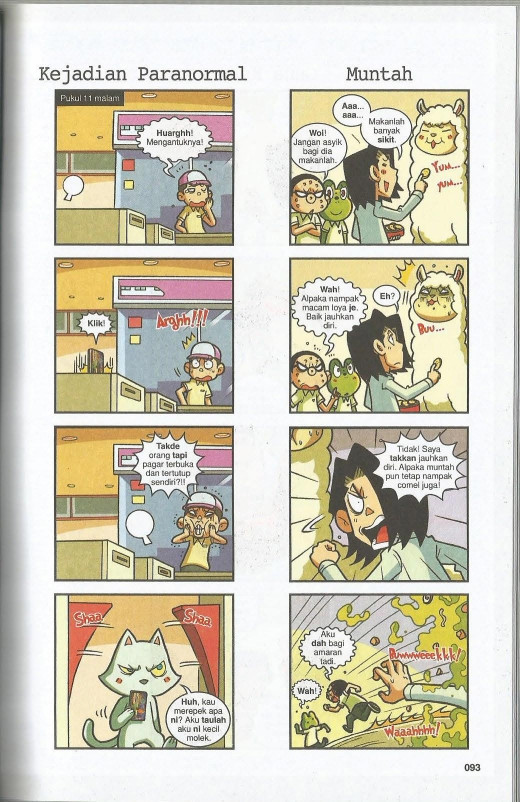 Kejadian Paranormal
Pukul 11 malam
Huarghh!
Mengantuknya!
Klik!
Arghh!!!
Takde
orang tapi
pagar terbuka
dan tertutup
sendiri?!!
Shaa
Shaa
Huh, kau
merepek apa
ni? Aku taulah
aku ni kecil
molek.
Muntah
Aaa...
aaa...
Makanlah
banyak
sikit.
Woi!
Jangan asyik
bagi dia
makanlah.
Yum...
yum...
Wah!
Alpaka nampak
macam loya je.
Baik jauhkan
diri.
Eh?
Buu...
Tidak! Saya
takkan jauhkan
diri. Alpaka muntah
pun tetap nampak
comel juga!
Aku
dah bagi
amaran
tadi.
Wah!
Puwwweeekkk!
Waaahhhh!
093